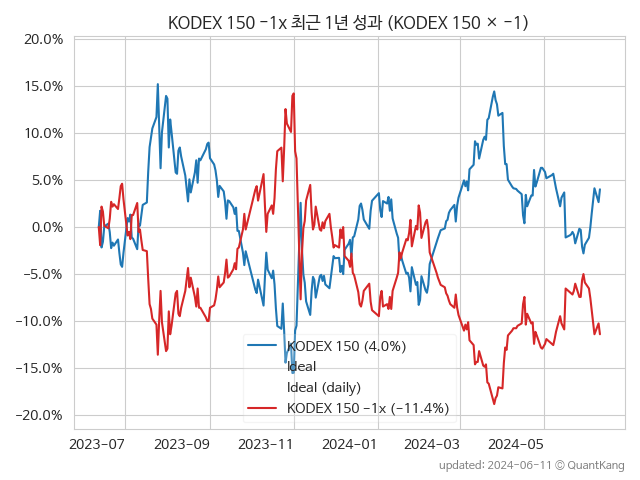 KODEX 150 -1x 최근 1년 성과 (KODEX 150 × -1)
20.0%
15.0%
10.0%
5.0%
0.0%
−5.0%
−10.0%
−15.0%
−20.0%
KODEX 150 (4.0%)
Ideal
Ideal (daily)
KODEX 150 -1x (-11.4%)
2023-07
2023-09
2023-11
2024-01
2024-03
2024-05
updated: 2024-06-11 © QuantKang